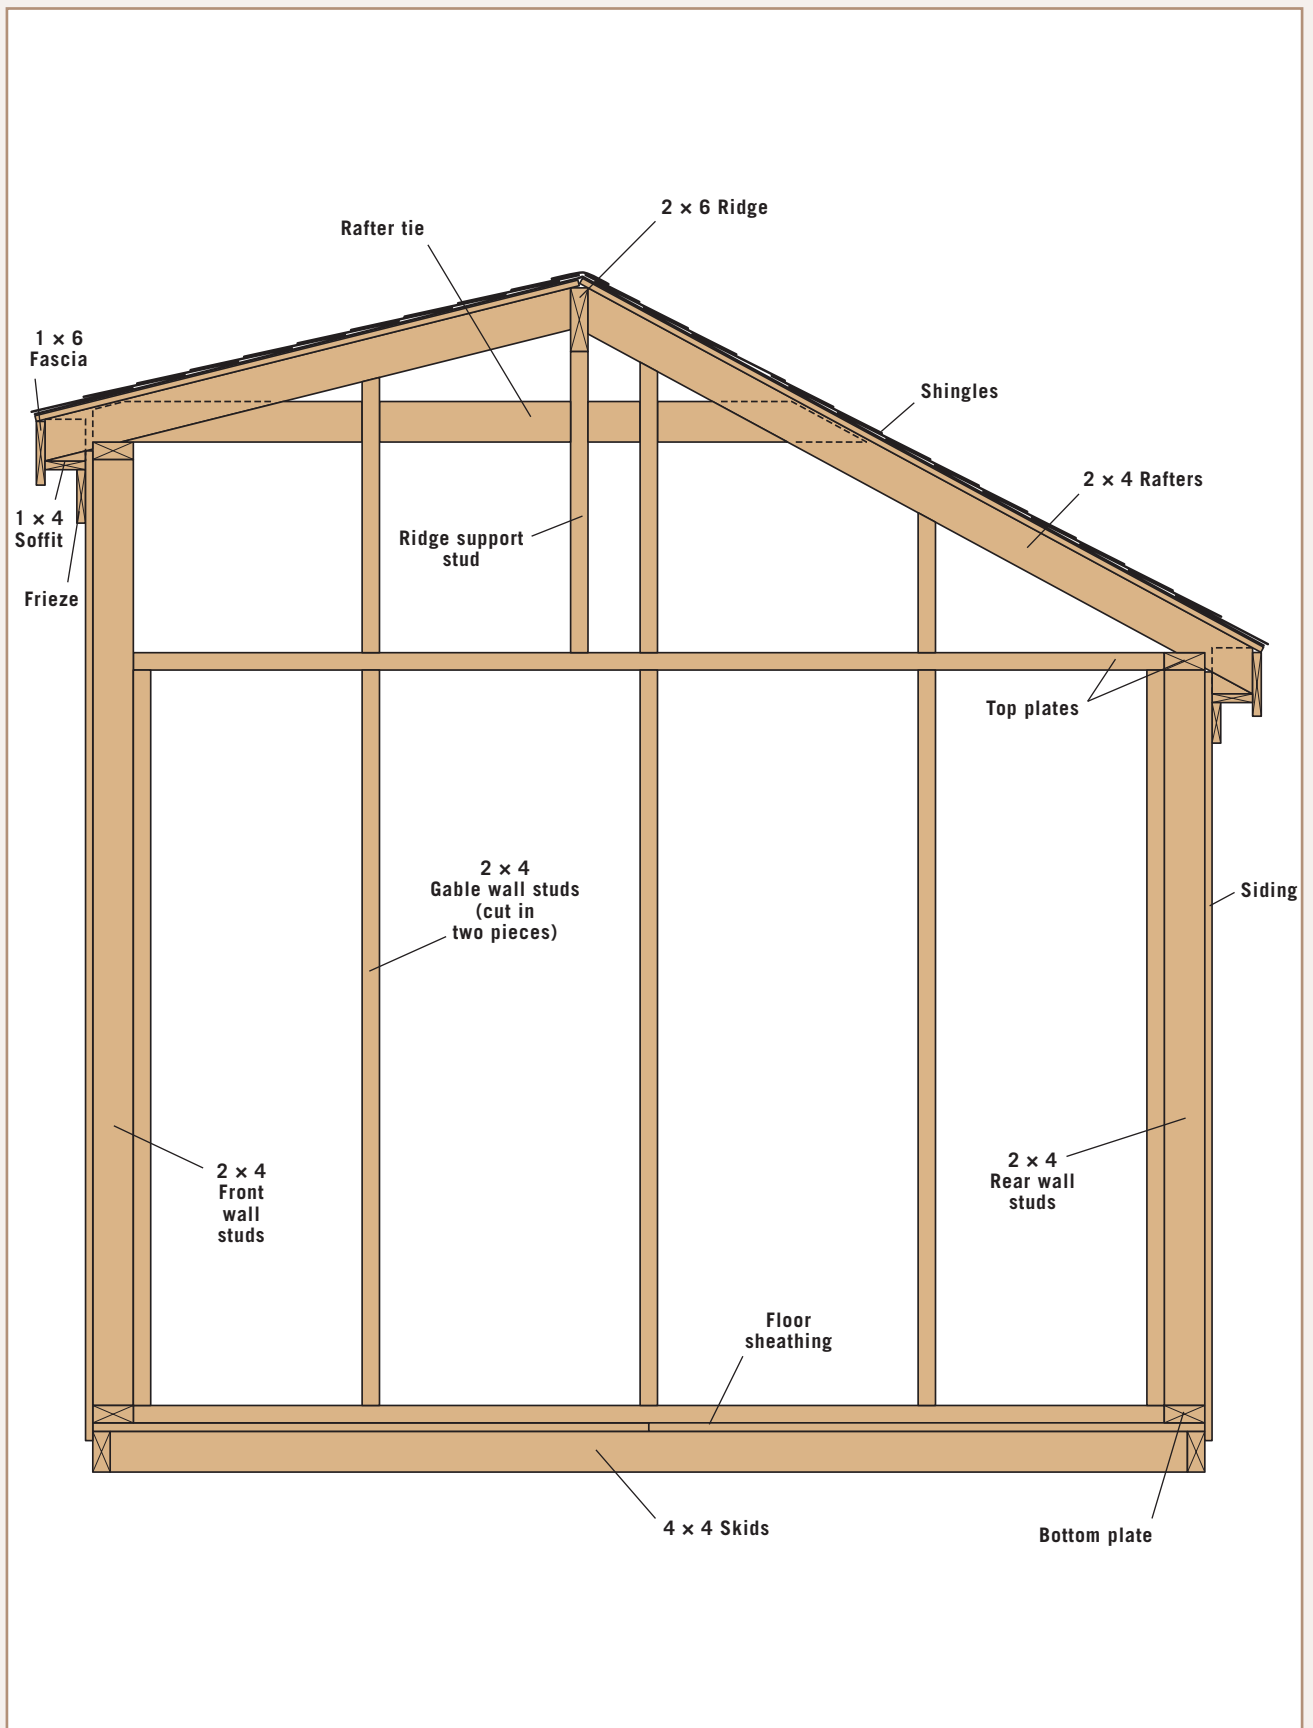 2 × 6 Ridge
Rafter tie
1 × 6
Fascia
Shingles
2 × 4 Rafters
1 × 4
Soffit
Ridge support
stud
Frieze
Top plates
2 × 4
Gable wall studs
(cut in
two pieces)
Siding
2 × 4
Front
wall
studs
2 × 4
Rear wall
studs
Floor
sheathing
4 × 4 Skids
Bottom plate